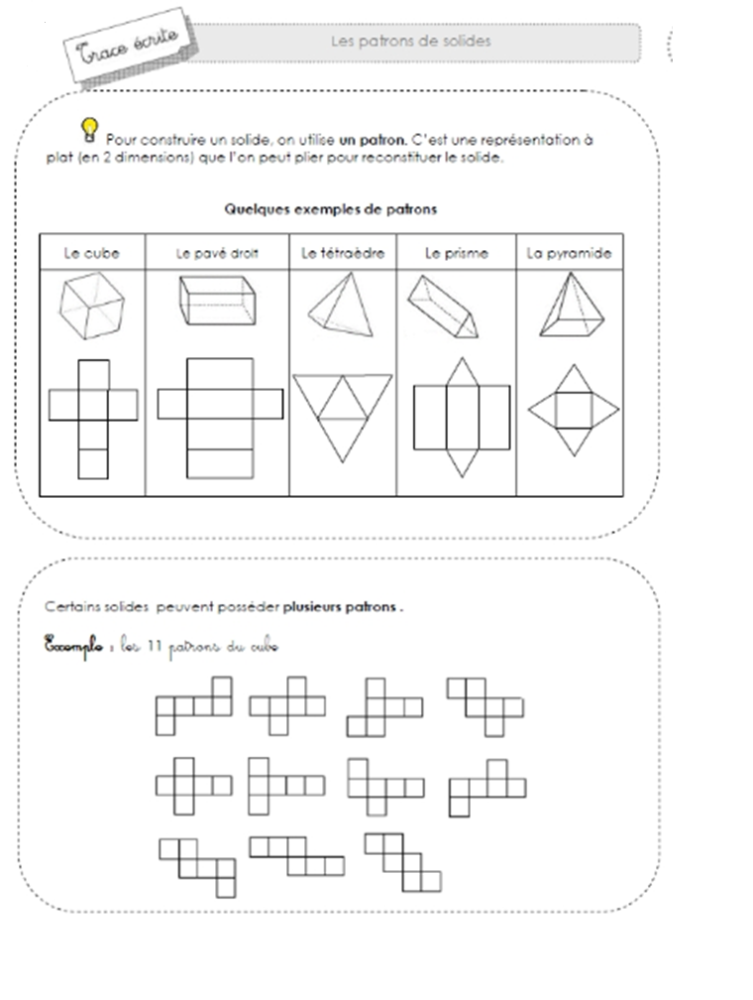 Trace écrite
Les patrons de solides
Pour construire un solide, on utilise un patron. C'est une représentation à
plat (en 2 dimensions) que l'on peut plier pour reconstituer le solide.
Quelques exemples de patrons
Le cube
Le pavé droit
Le tétraèdre
Le prisme
La pyramide
Certains solides peuvent posséder plusieurs patrons .
Exemple : les 11 patrons du cube